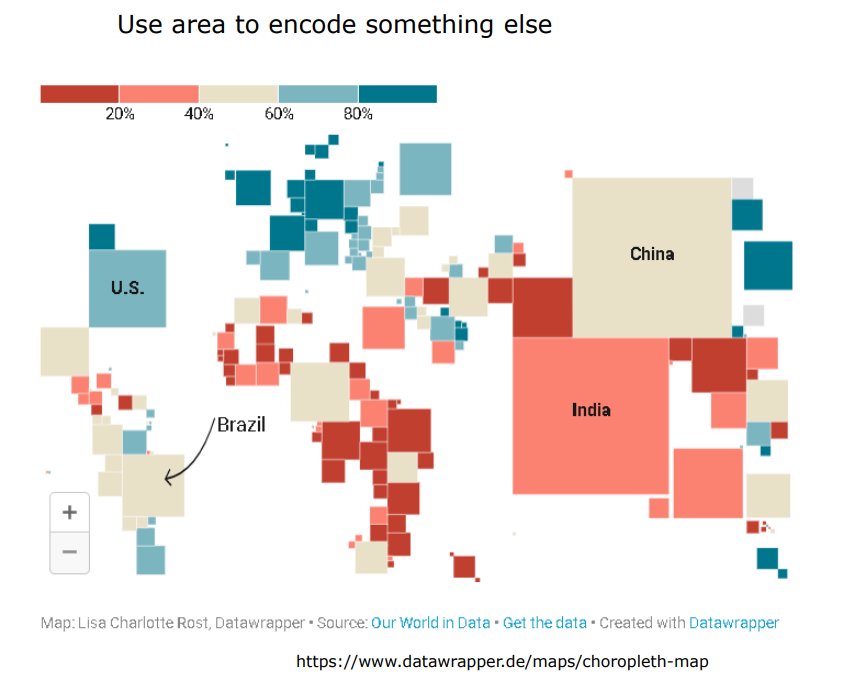 Use area to encode something else
20% 40% 60% 80%
China
U.S.
India
Brazil
+
−
Map: Lisa Charlotte Rost, Datawrapper • Source: Our World in Data • Get the data • Created with Datawrapper
https://www.datawrapper.de/maps/choropleth-map